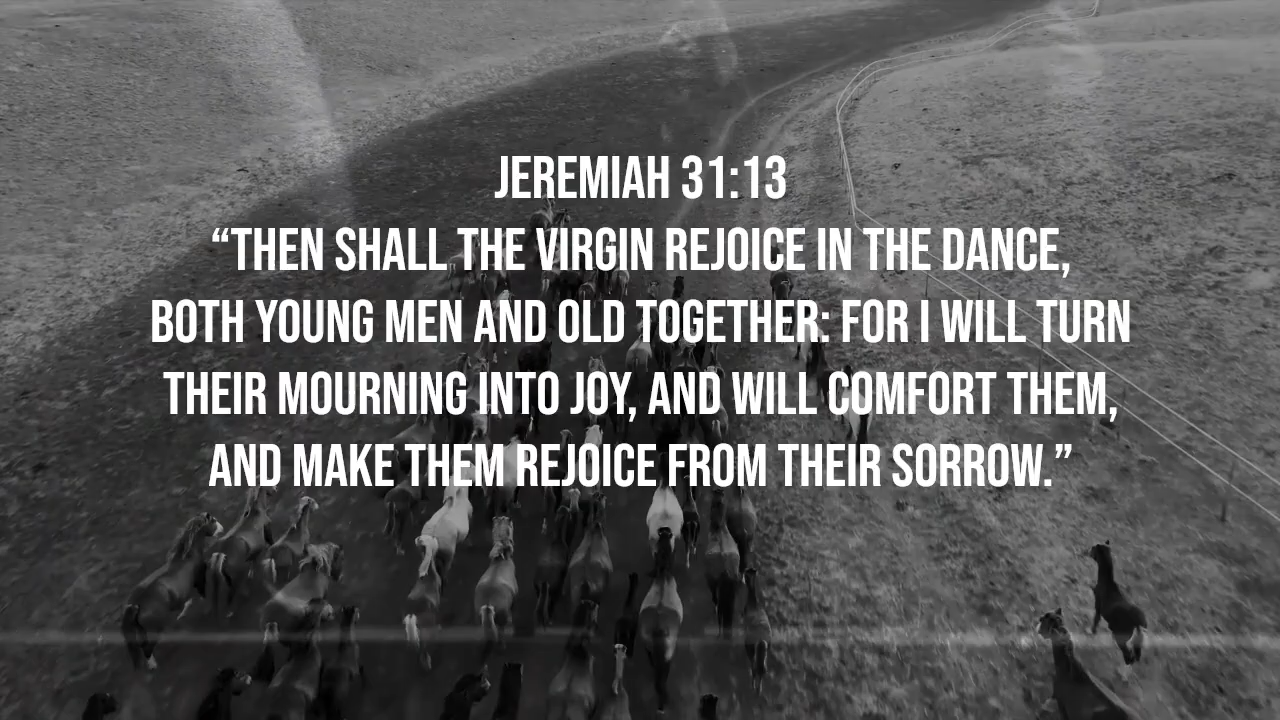 JEREMIAH 31:13
“THEN SHALL THE VIRGIN REJOICE IN THE DANCE,
BOTH YOUNG MEN AND OLD TOGETHER: FOR I WILL TURN
THEIR MOURNING INTO JOY, AND WILL COMFORT THEM,
AND MAKE THEM REJOICE FROM THEIR SORROW.”